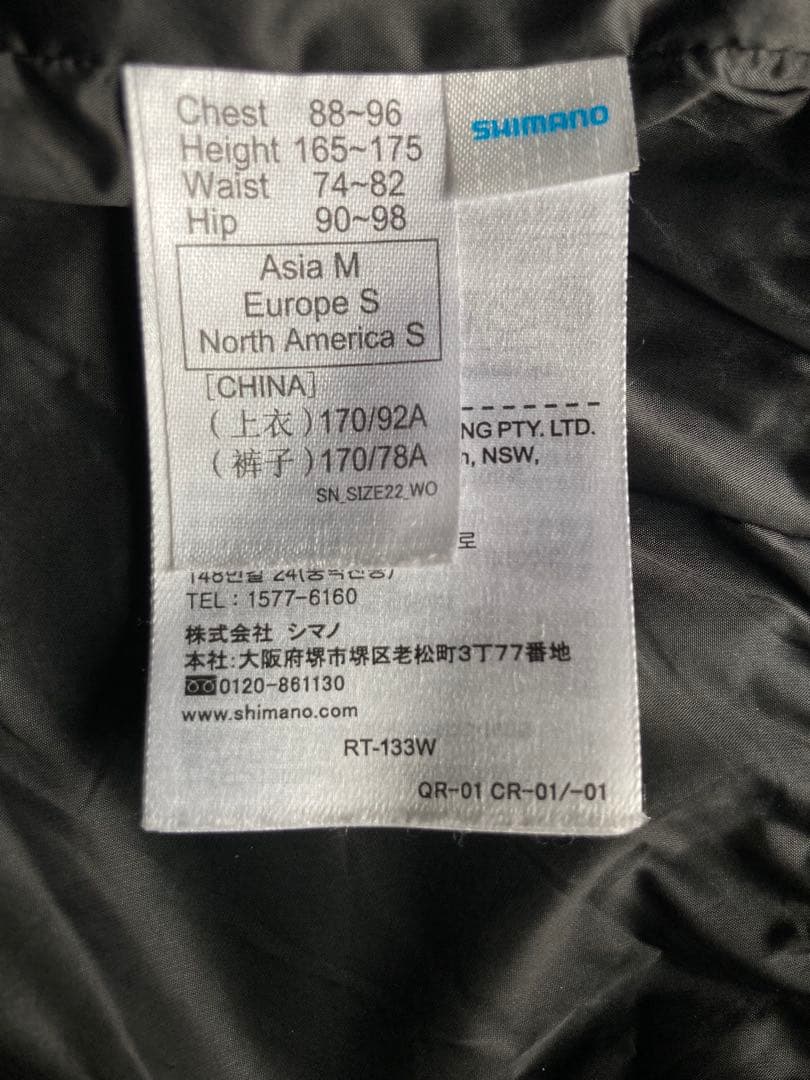 Chest 88~96
Height 165~175
Waist 74~82
Hip 90~98
Asia M
Europe S
North America S
[CHINA]
(上衣)170/92A
(裤子)170/78A
SN_SIZE22_WO
SHIMANO
NG PTY. LTD.
, NSW,
로
TEL : 1577-6160
株式会社 シマノ
本社:大阪府堺市堺区老松町3丁77番地
0120-861130
www.shimano.com
RT-133W
QR-01 CR-01/-01